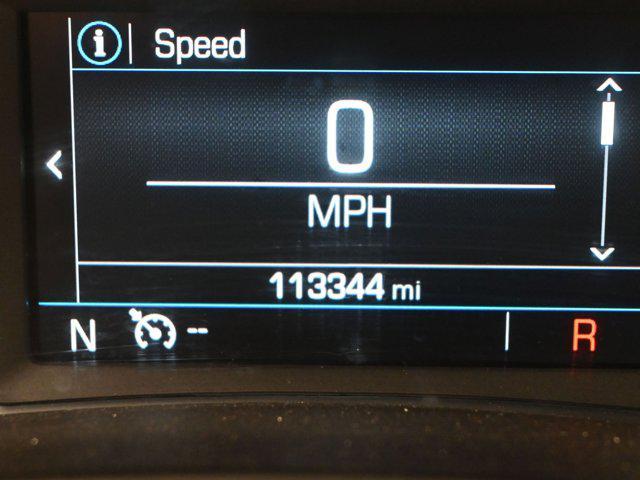 i Speed
0
MPH
113344 mi
N -- R